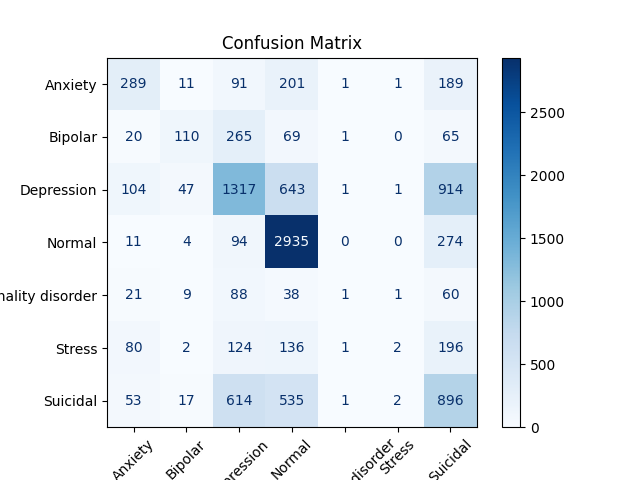 Confusion Matrix
Anxiety 289 11 91 201 1 1 189
Bipolar 20 110 265 69 1 0 65
Depression 104 47 1317 643 1 1 914
Normal 11 4 94 2935 0 0 274
nality disorder 21 9 88 38 1 1 60
Stress 80 2 124 136 1 2 196
Suicidal 53 17 614 535 1 2 896
Anxiety Bipolar ression Normal disorder Stress Suicidal
2500
2000
1500
1000
500
0